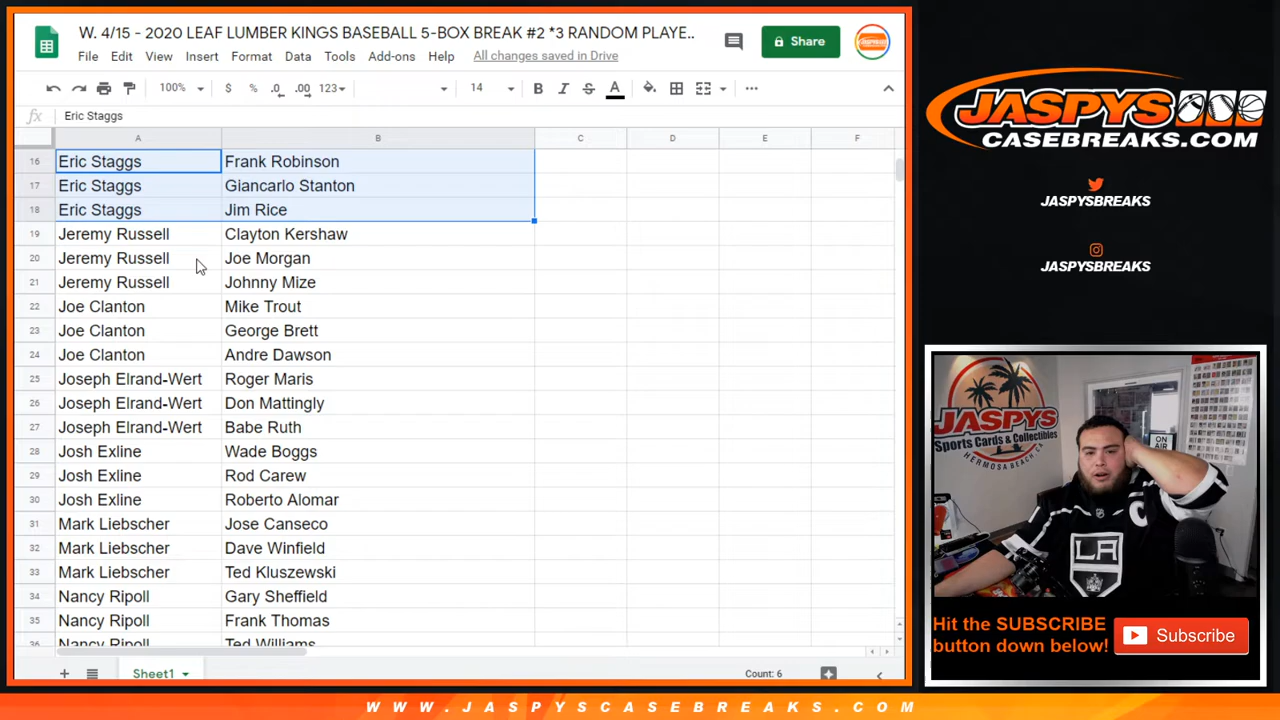 W. 4/15 - 2020 LEAF LUMBER KINGS BASEBALL 5-BOX BREAK #2 *3 RANDOM PLAYE..
Share
File Edit View Insert Format Data Tools Add-ons Help All changes saved in Drive
100% $ % .0 .00 123 14 B I S A
fx Eric Staggs
A B C D E F
16 Eric Staggs Frank Robinson
17 Eric Staggs Giancarlo Stanton
18 Eric Staggs Jim Rice
19 Jeremy Russell Clayton Kershaw
20 Jeremy Russell Joe Morgan
21 Jeremy Russell Johnny Mize
22 Joe Clanton Mike Trout
23 Joe Clanton George Brett
24 Joe Clanton Andre Dawson
25 Joseph Elrand-Wert Roger Maris
26 Joseph Elrand-Wert Don Mattingly
27 Joseph Elrand-Wert Babe Ruth
28 Josh Exline Wade Boggs
29 Josh Exline Rod Carew
30 Josh Exline Roberto Alomar
31 Mark Liebscher Jose Canseco
32 Mark Liebscher Dave Winfield
33 Mark Liebscher Ted Kluszewski
34 Nancy Ripoll Gary Sheffield
35 Nancy Ripoll Frank Thomas
36 Nancy Ripoll Ted Williams
Sheet1
Count: 6
JASPYS
CASEBREAKS.COM
JASPYSBREAKS
JASPYSBREAKS
JASPYS
Sports Cards & Collectibles
HERMOSA BEACH, CA
ON AIR
C
LA
Hit the SUBSCRIBE
button down below!
Subscribe
WWW.JASPYSCASEBREAKS.COM